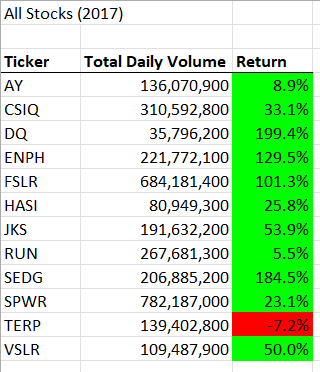 All Stocks (2017)
Ticker Total Daily Volume Return
AY 136,070,900 8.9%
CSIQ 310,592,800 33.1%
DQ 35,796,200 199.4%
ENPH 221,772,100 129.5%
FSLR 684,181,400 101.3%
HASI 80,949,300 25.8%
JKS 191,632,200 53.9%
RUN 267,681,300 5.5%
SEDG 206,885,200 184.5%
SPWR 782,187,000 23.1%
TERP 139,402,800 -7.2%
VSLR 109,487,900 50.0%